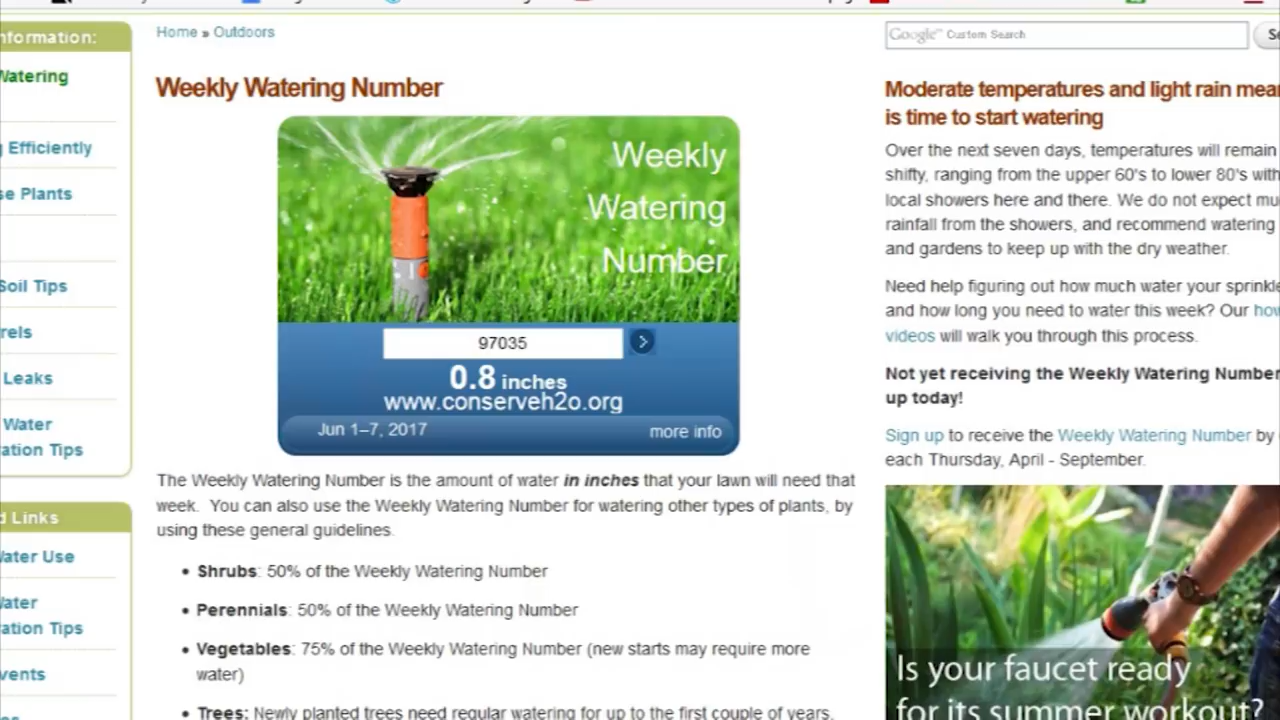 nformation:
Watering
Efficiently
se Plants
Soil Tips
rels
Leaks
Water
ation Tips
d Links
Water Use
ater
ation Tips
vents
Home » Outdoors
Weekly Watering Number
Weekly
Watering
Number
97035
0.8 inches
www.conserveh2o.org
Jun 1–7, 2017
more info
The Weekly Watering Number is the amount of water in inches that your lawn will need that
week. You can also use the Weekly Watering Number for watering other types of plants, by
using these general guidelines.
• Shrubs: 50% of the Weekly Watering Number
• Perennials: 50% of the Weekly Watering Number
• Vegetables: 75% of the Weekly Watering Number (new starts may require more
water)
• Trees: Newly planted trees need regular watering for up to the first couple of years.
Google™ Custom Search
Se
Moderate temperatures and light rain mean
is time to start watering
Over the next seven days, temperatures will remain
shifty, ranging from the upper 60's to lower 80's with
local showers here and there. We do not expect mu
rainfall from the showers, and recommend watering
and gardens to keep up with the dry weather.
Need help figuring out how much water your sprinkle
and how long you need to water this week? Our how
videos will walk you through this process.
Not yet receiving the Weekly Watering Number
up today!
Sign up to receive the Weekly Watering Number by
each Thursday, April - September.
Is your faucet ready
for its summer workout?